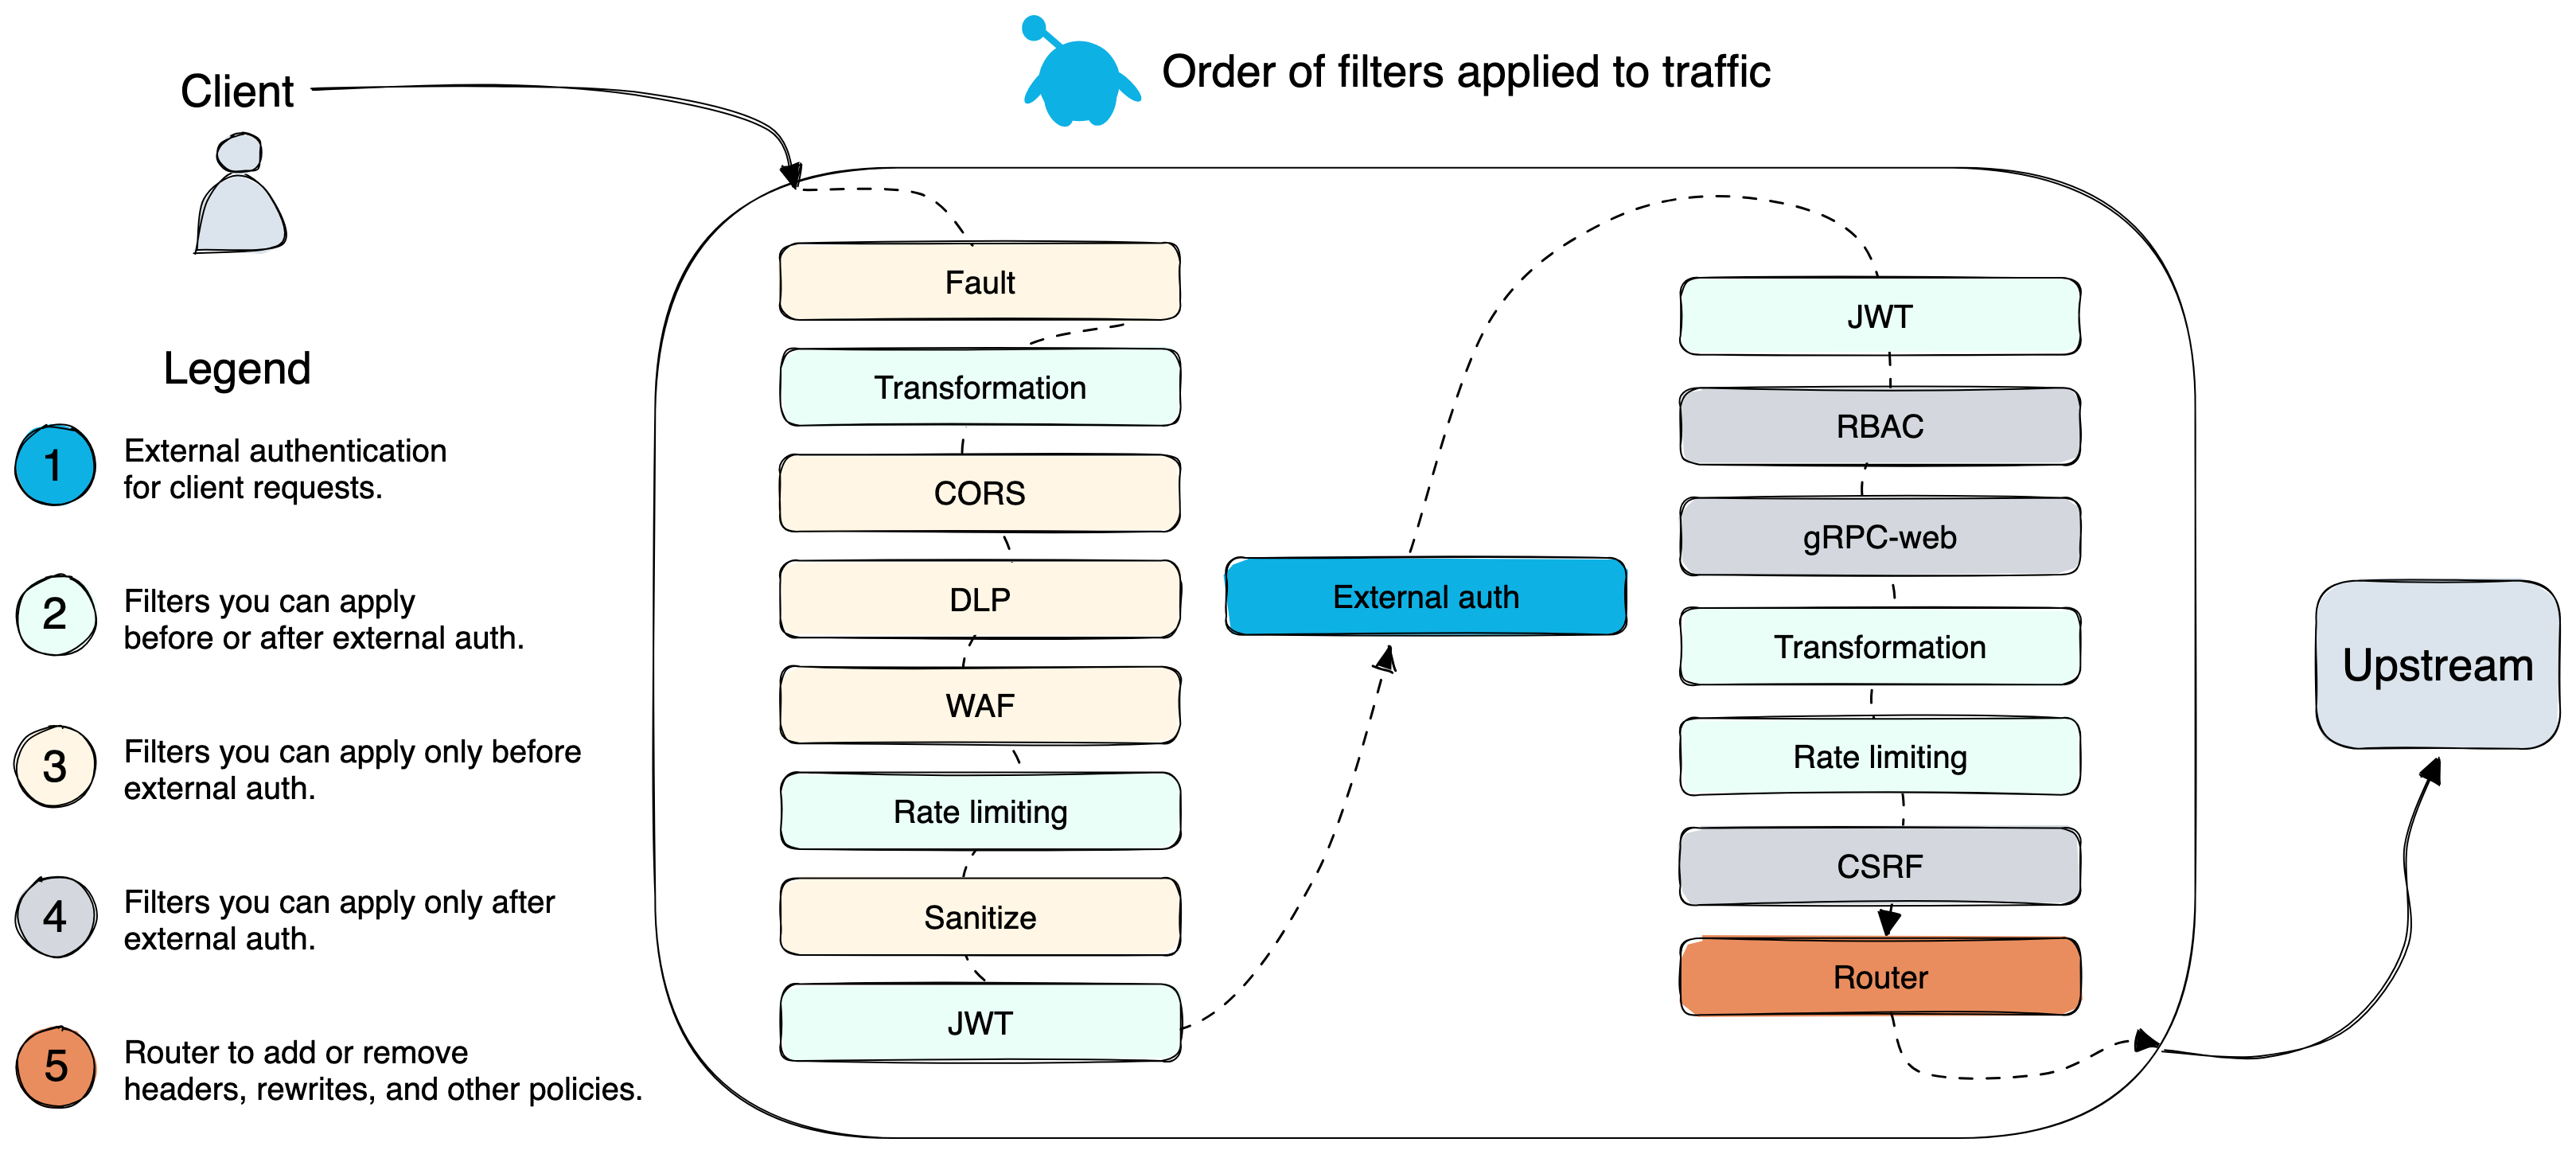 Order of filters applied to traffic
Client
Legend
1
External authentication
for client requests.
2
Filters you can apply
before or after external auth.
3
Filters you can apply only before
external auth.
4
Filters you can apply only after
external auth.
5
Router to add or remove
headers, rewrites, and other policies.
Fault
Transformation
CORS
DLP
WAF
Rate limiting
Sanitize
JWT
External auth
JWT
RBAC
gRPC-web
Transformation
Rate limiting
CSRF
Router
Upstream